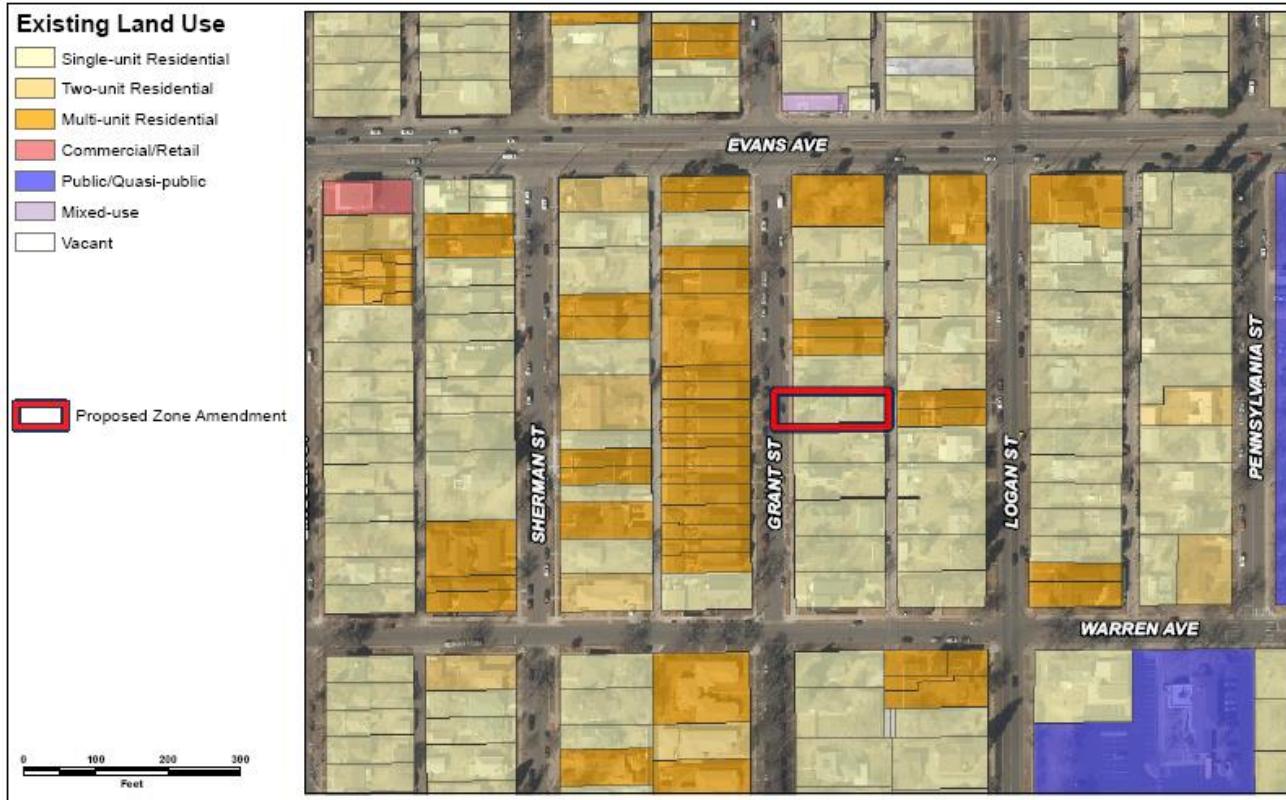 Existing Land Use
Single-unit Residential
Two-unit Residential
Multi-unit Residential
Commercial/Retail
Public/Quasi-public
Mixed-use
Vacant
Proposed Zone Amendment
0 100 200 300
Feet
EVANS AVE
SHERMAN ST
GRANT ST
LOGAN ST
PENNSYLVANIA ST
WARREN AVE